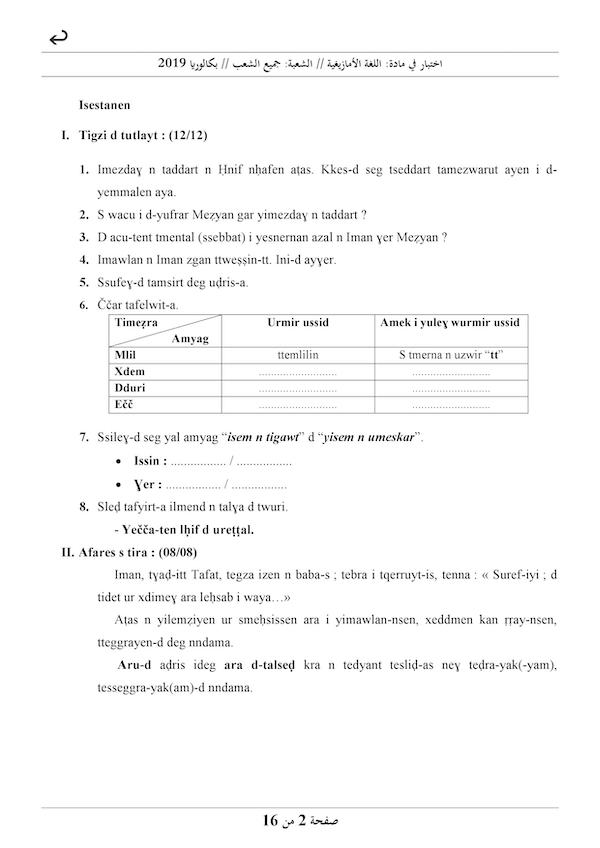 اختبار في مادة: اللغة الأمازيغية // الشعبة: جميع الشعب // بكالوريا 2019
Isestanen
I. Tigzi d tutlayt : (12/12)
1. Imezdaɣ n taddart n Ḥnif nḥafen aṭas. Kkes-d seg tseddart tamezwarut ayen i d-
yemmalen aya.
2. S wacu i d-yufrar Meẓyan gar yimezdaɣ n taddart ?
3. D acu-tent tmental (ssebbat) i yesnernan azal n Iman ɣer Meẓyan ?
4. Imawlan n Iman zgan ttweṣṣin-tt. Ini-d ayɣer.
5. Ssufeɣ-d tamsirt deg uḍris-a.
6. Ččar tafelwit-a.
Timeẓra
Amyag
Urmir ussid
Amek i yuleɣ wurmir ussid
Mlil ttemlilin S tmerna n uzwir “tt”
Xdem .......................... ..........................
Dduri .......................... ..........................
Ečč .......................... ..........................
7. Ssileɣ-d seg yal amyag “isem n tigawt” d “yisem n umeskar”.
• Issin : ................. / .................
• Ɣer : ................. / .................
8. Sleḍ tafyirt-a ilmend n talɣa d twuri.
- Yečča-ten lḥif d ureṭṭal.
II. Afares s tira : (08/08)
Iman, tɣaḍ-itt Tafat, tegza izen n baba-s ; tebra i tqerruyt-is, tenna : « Suref-iyi ; d
tidet ur xdimeɣ ara leḥsab i waya…»
Aṭas n yilemẓiyen ur smeḥsissen ara i yimawlan-nsen, xeddmen kan ṛṛay-nsen,
tteggrayen-d deg nndama.
Aru-d aḍris ideg ara d-talseḍ kra n tedyant tesliḍ-as neɣ teḍra-yak(-yam),
tesseggra-yak(am)-d nndama.
صفحة 2 من 16